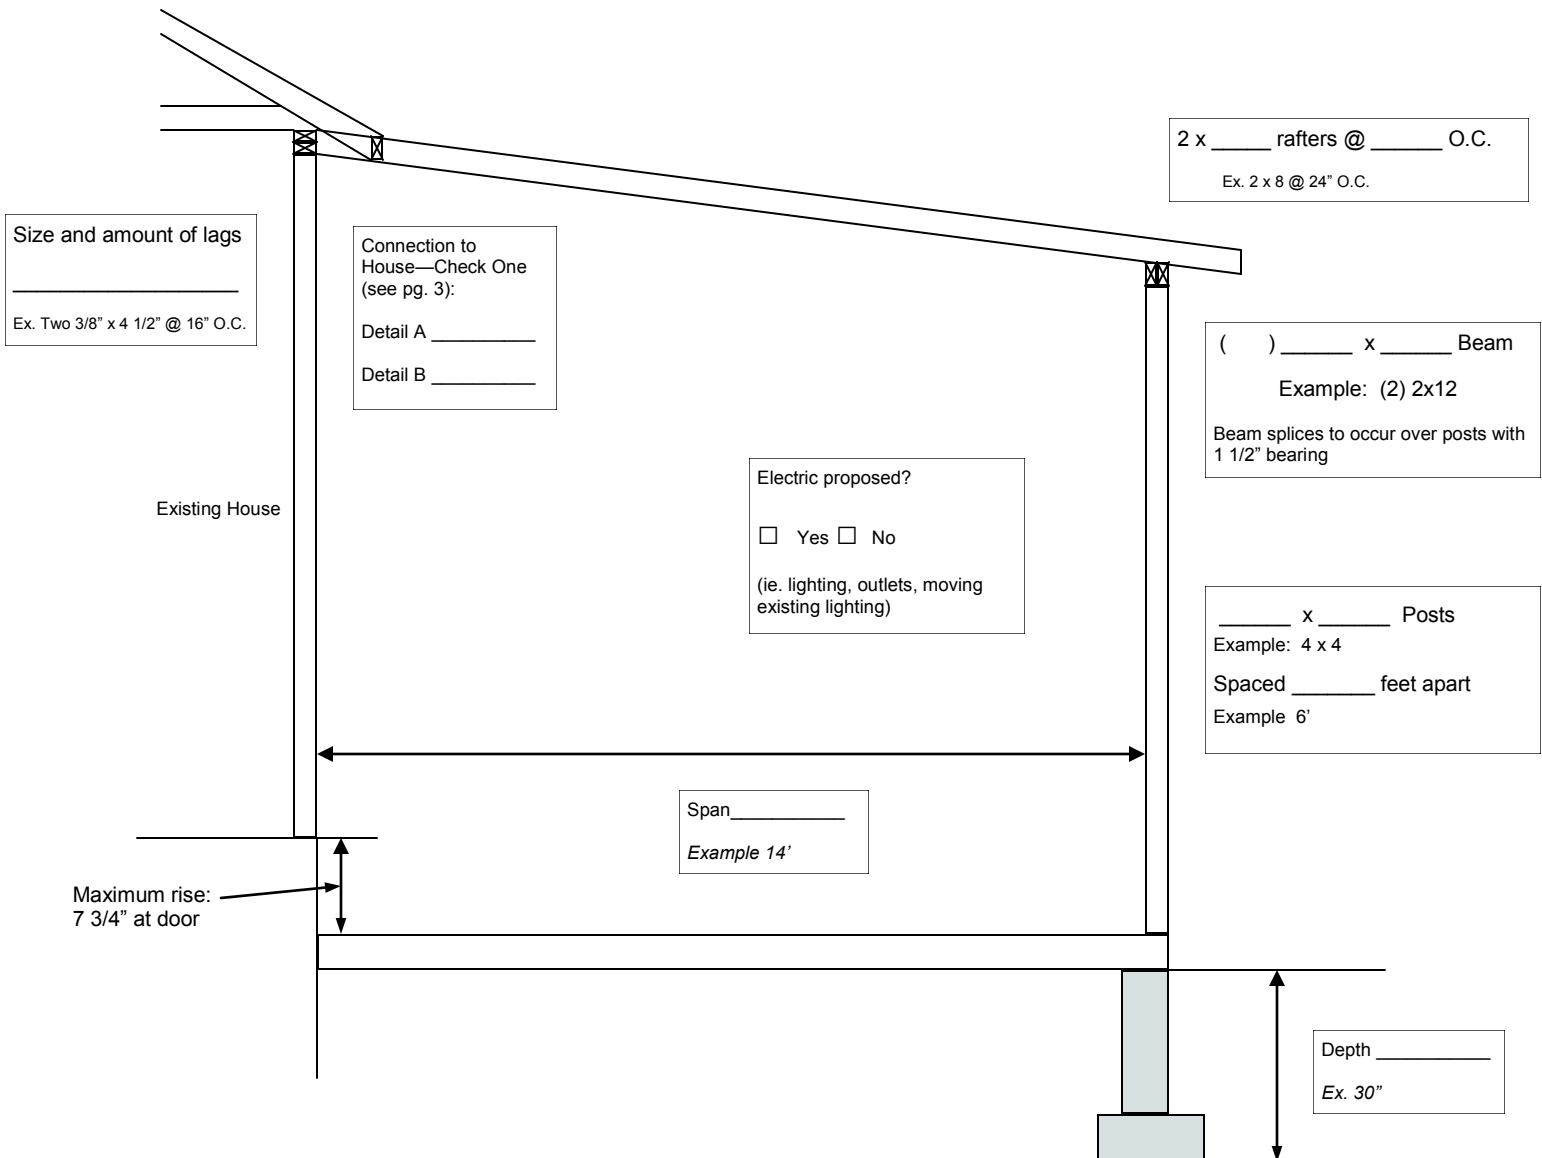 2 x _____ rafters @ ______ O.C.
Ex. 2 x 8 @ 24” O.C.
Size and amount of lags
___________________
Ex. Two 3/8” x 4 1/2” @ 16” O.C.
Connection to
House—Check One
(see pg. 3):
Detail A __________
Detail B __________
( ) ______ x ______ Beam
Example: (2) 2x12
Beam splices to occur over posts with
1 1/2” bearing
Existing House
Electric proposed?
☐ Yes ☐ No
(ie. lighting, outlets, moving
existing lighting)
______ x ______ Posts
Example: 4 x 4
Spaced _______ feet apart
Example 6’
Span___________
Example 14’
Maximum rise:
7 3/4” at door
Depth ___________
Ex. 30”